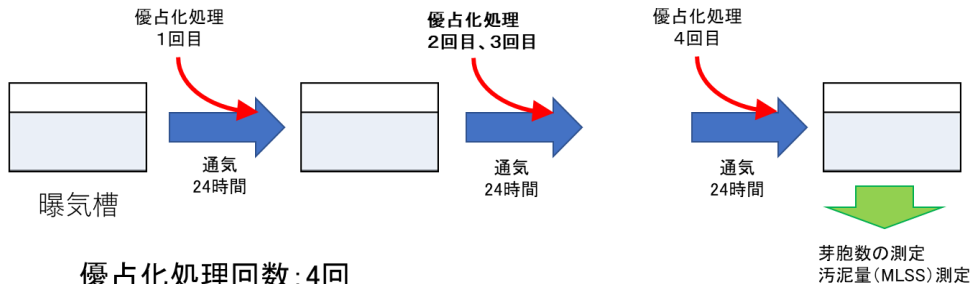 優占化処理
1回目
優占化処理
2回目、3回目
優占化処理
4回目
通気
24時間
通気
24時間
通気
24時間
曝気槽
芽胞数の測定
汚泥量(MLSS)測定
優占化処理回数:4回